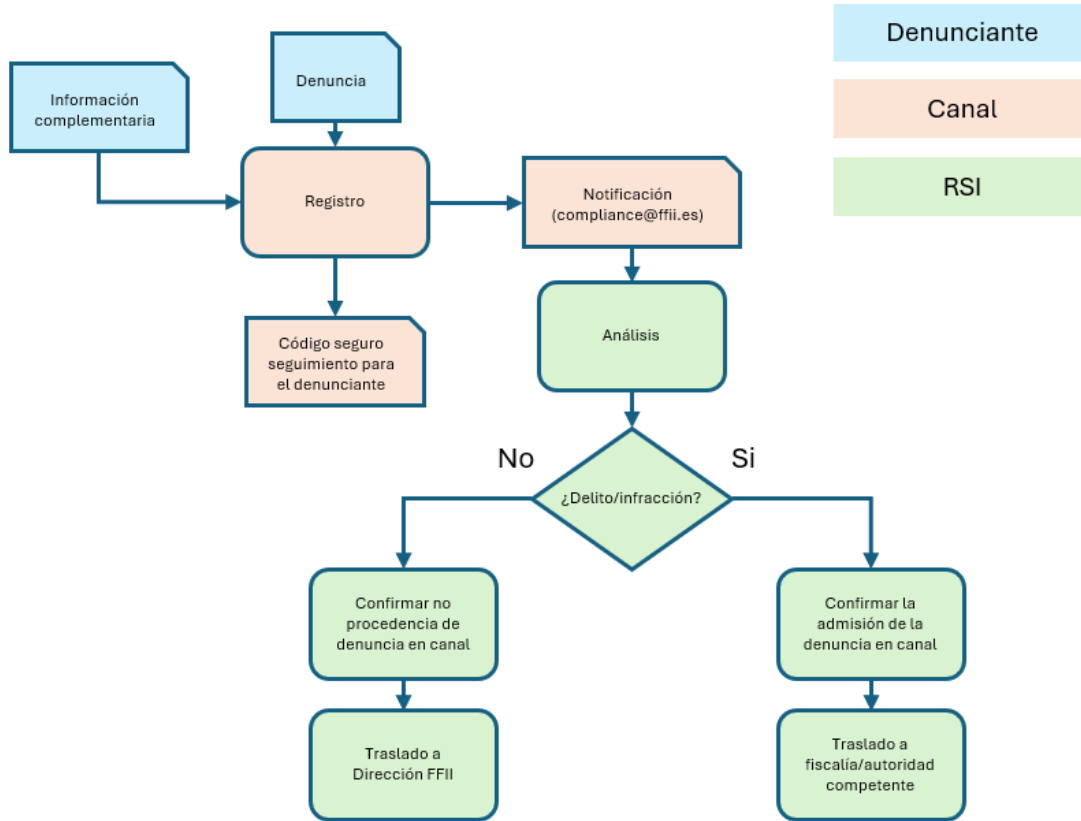 Denunciante
Denuncia
Información
complementaria
Canal
RSI
Registro
Notificación
(compliance@ffii.es)
Código seguro
seguimiento para
el denunciante
Análisis
No
Si
¿Delito/infracción?
Confirmar no
procedencia de
denuncia en canal
Confirmar la
admisión de la
denuncia en canal
Traslado a
Dirección FFII
Traslado a
fiscalía/autoridad
competente